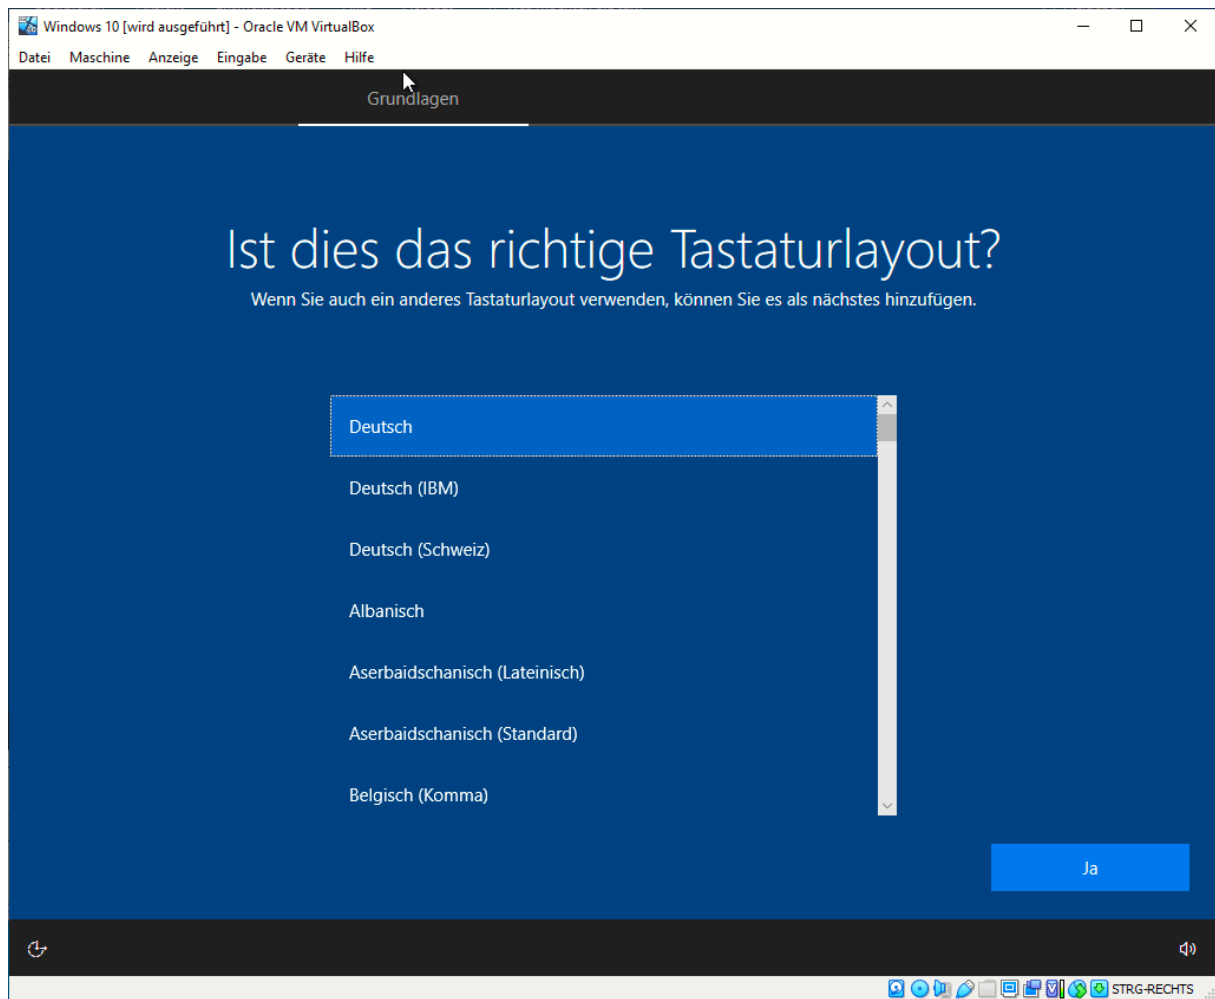 Windows 10 [wird ausgeführt] - Oracle VM VirtualBox
Datei Maschine Anzeige Eingabe Geräte Hilfe
Grundlagen
Ist dies das richtige Tastaturlayout?
Wenn Sie auch ein anderes Tastaturlayout verwenden, können Sie es als nächstes hinzufügen.
Deutsch
Deutsch (IBM)
Deutsch (Schweiz)
Albanisch
Aserbaidschanisch (Lateinisch)
Aserbaidschanisch (Standard)
Belgisch (Komma)
Ja
STRG-RECHTS